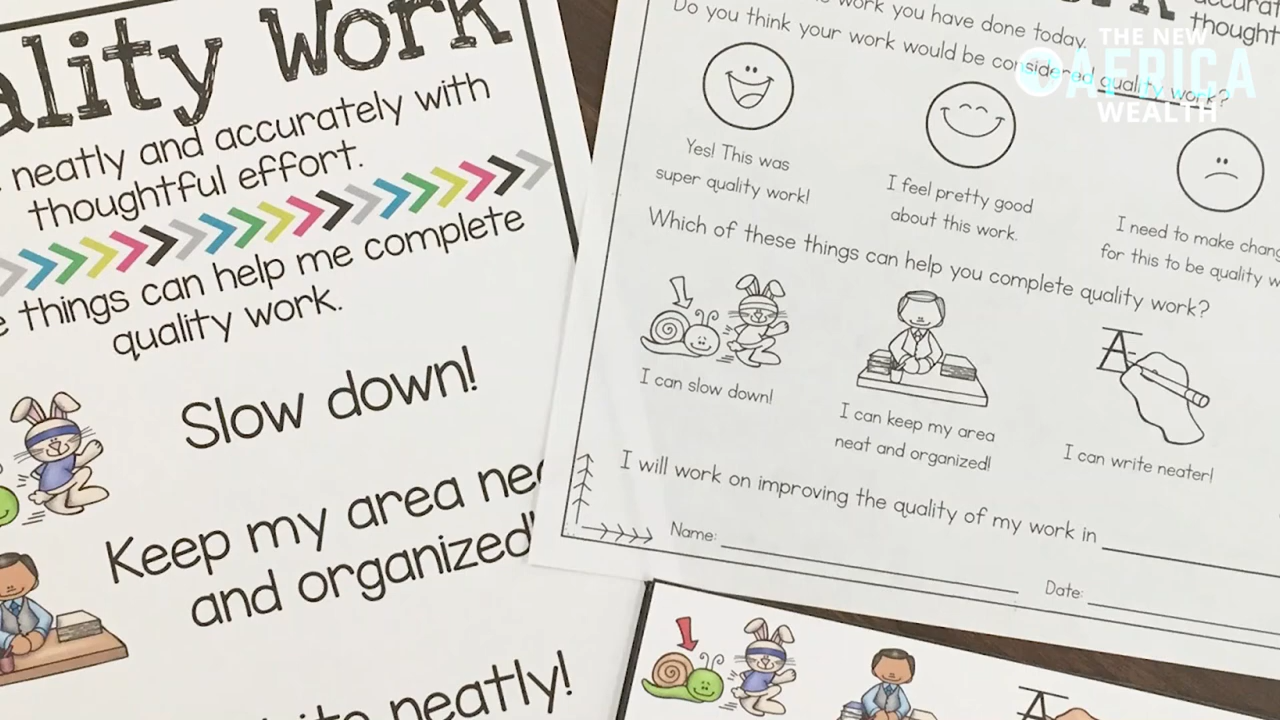 ality Work
neatly and accurately with
thoughtful effort.
things can help me complete
quality work.
Slow down!
Keep my area nea
and organized!
neatly!
work you have done today.
Do you think your work would be considered quality work?
Yes! This was
super quality work!
I feel pretty good
about this work.
I need to make chang
for this to be quality w
Which of these things can help you complete quality work?
I can slow down!
I can keep my area
neat and organized!
A
I can write neater!
I will work on improving the quality of my work in
Name:
Date:
A
accurat
thought
THE NEW
AFRICA
WEALTH